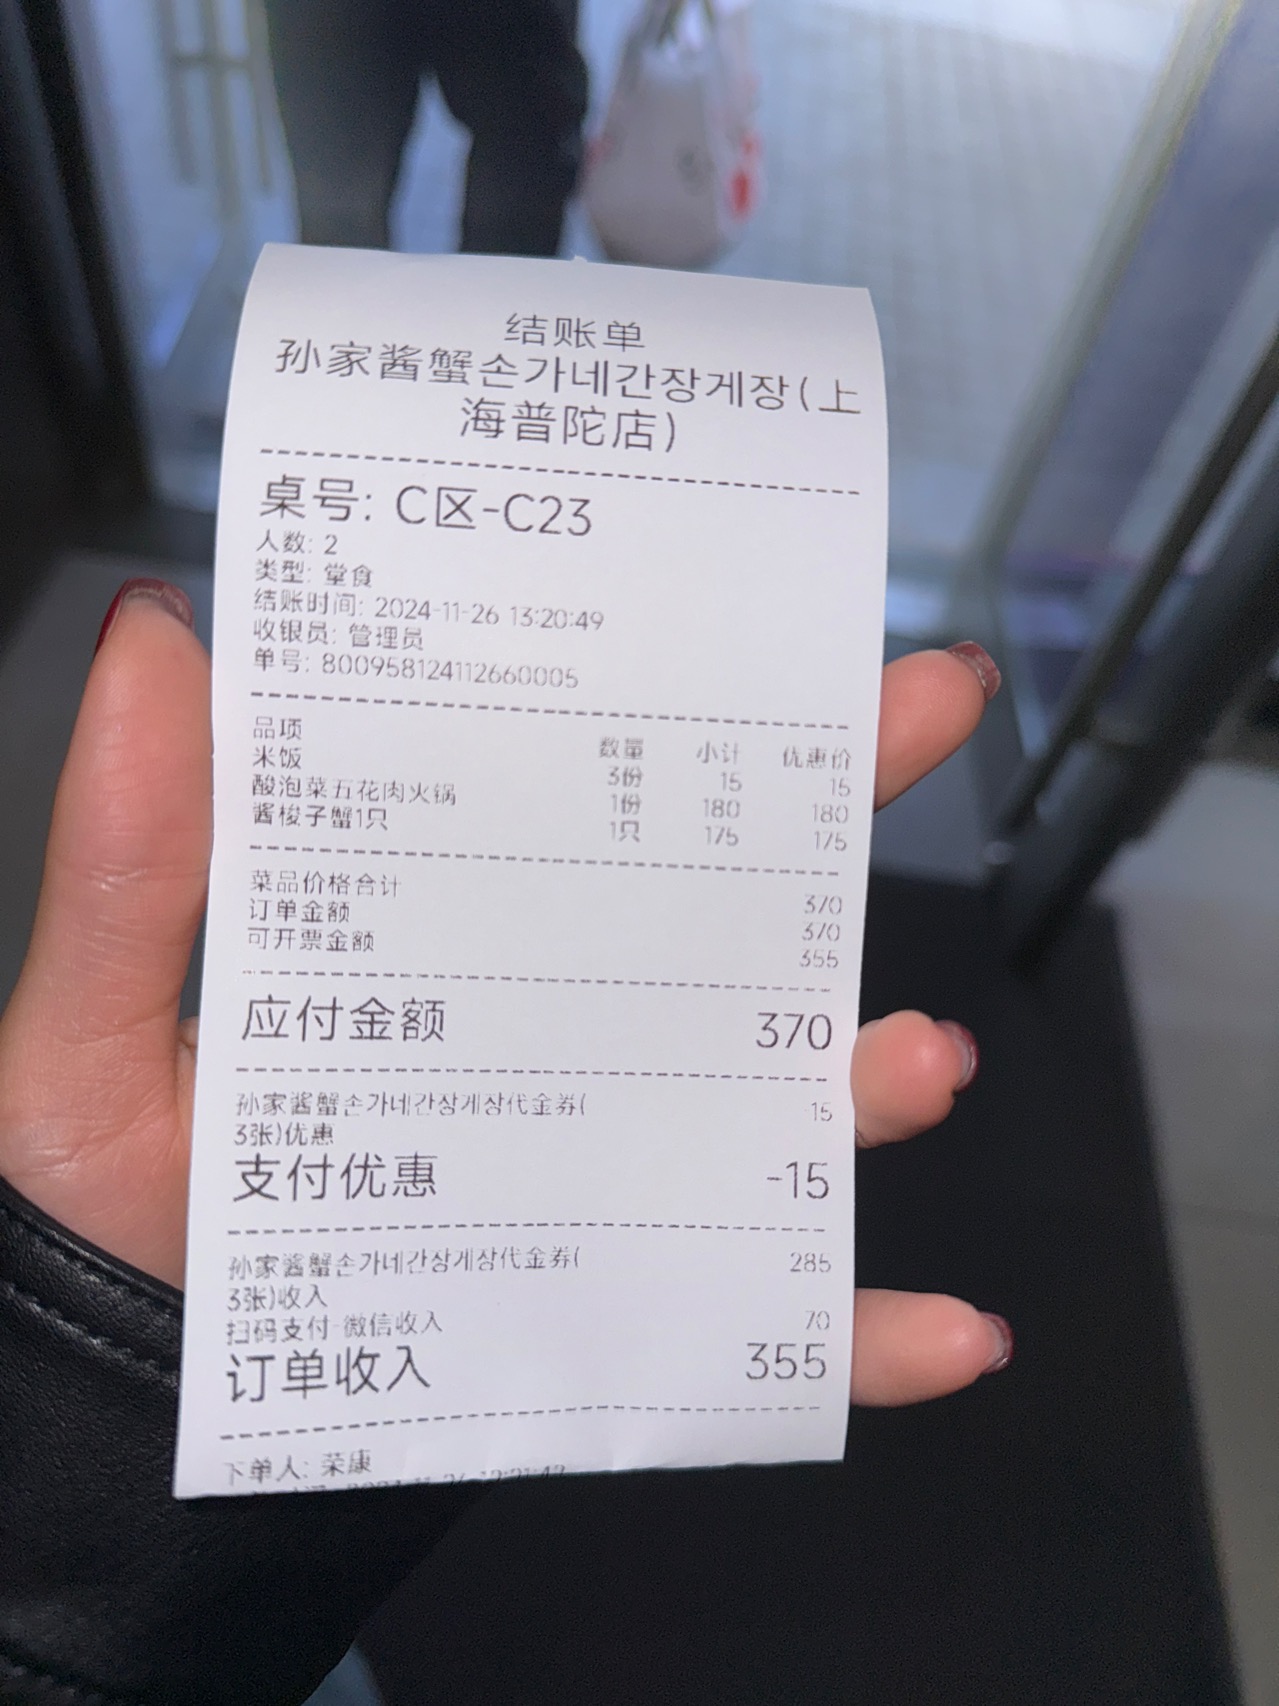 结账单
孙家酱蟹손가네간장게장(上
海普陀店)
桌号: C区-C23
人数: 2
类型: 堂食
结账时间: 2024-11-26 13:20:49
收银员: 管理员
单号: 800958124112660005
品项 数量 小计 优惠价
米饭 3份 15 15
酸泡菜五花肉火锅 1份 180 180
酱梭子蟹1只 1只 175 175
菜品价格合计 370
订单金额 370
可开票金额 355
应付金额 370
孙家酱蟹손가네간장게장代金券( 15
3张)优惠
支付优惠 -15
孙家酱蟹손가네간장게장代金券( 285
3张)收入
扫码支付-微信收入 70
订单收入 355
下单人: 荣康